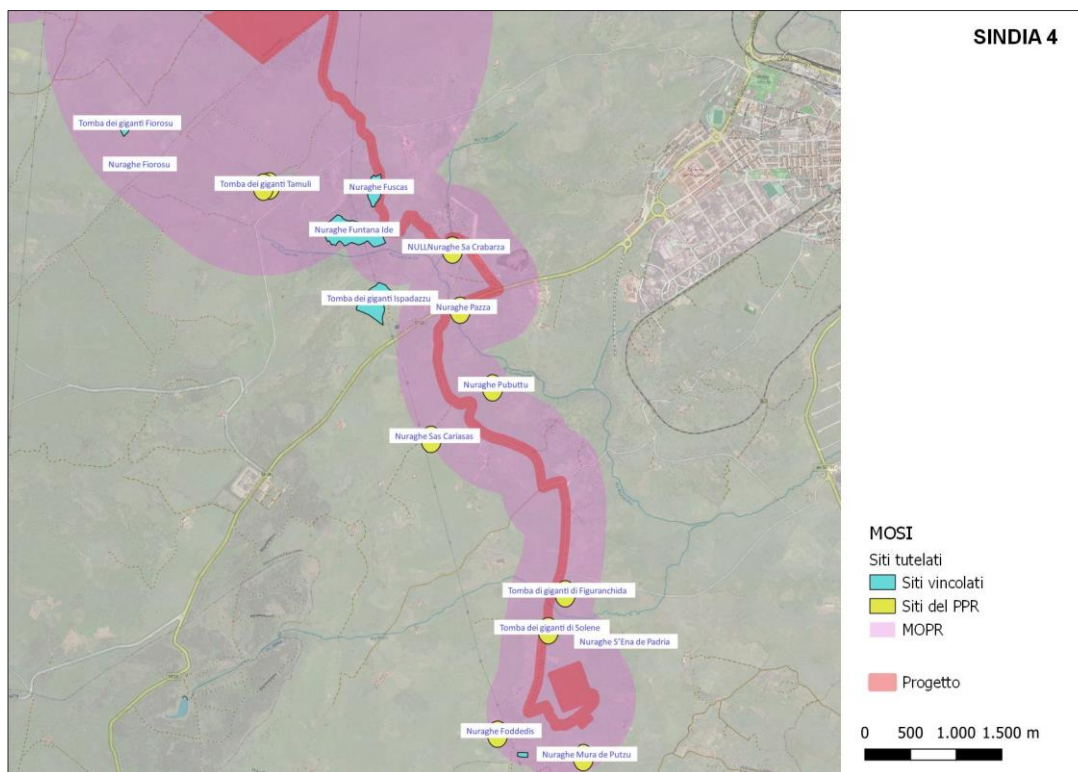 SINDIA 4
Tomba dei giganti Fiorosu
Nuraghe Fiorosu
Tomba dei giganti Tamuli
Nuraghe Fuscas
Nuraghe Funtana Ide
NULLNuraghe Sa Crabarza
Tomba dei giganti Ispadazzu
Nuraghe Pazza
Nuraghe Pubuttu
Nuraghe Sas Cariasas
Tomba di giganti di Figuranchida
Tomba dei giganti di Solene
Nuraghe S'Ena de Padria
Nuraghe Foddedis
Nuraghe Mura de Putzu
MOSI
Siti tutelati
Siti vincolati
Siti del PPR
MOPR
Progetto
0 500 1.000 1.500 m